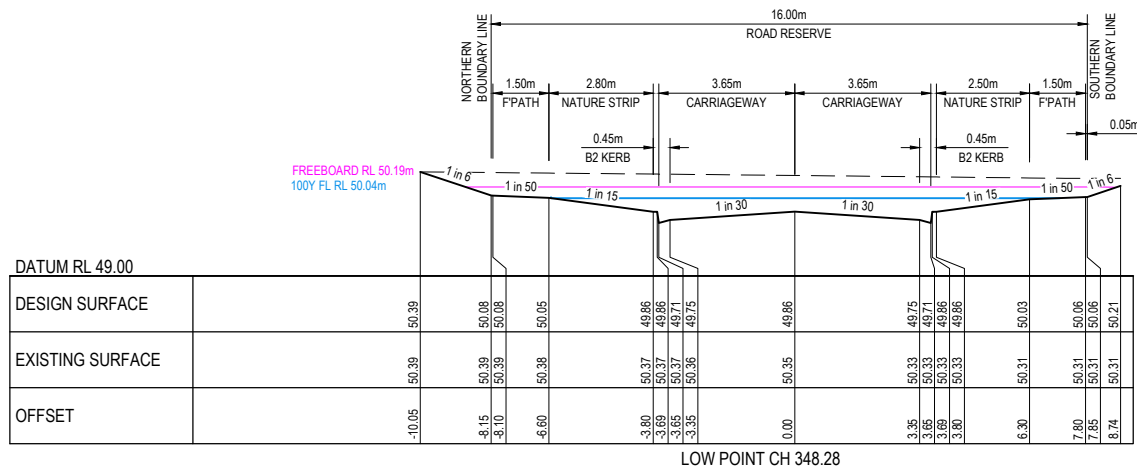 16.00m
ROAD RESERVE
NORTHERN
BOUNDARY LINE
SOUTHERN
BOUNDARY LINE
1.50m
F'PATH
2.80m
NATURE STRIP
3.65m
CARRIAGEWAY
3.65m
CARRIAGEWAY
2.50m
NATURE STRIP
1.50m
F'PATH
0.05m
0.45m
B2 KERB
0.45m
B2 KERB
FREEBOARD RL 50.19m
100Y FL RL 50.04m
1 in 6
1 in 50
1 in 15
1 in 30
1 in 30
1 in 15
1 in 50
1 in 6
DATUM RL 49.00
DESIGN SURFACE
50.39
50.08
50.08
50.05
49.86
49.86
49.71
49.75
49.86
49.75
49.71
49.86
49.86
50.03
50.06
50.06
50.21
EXISTING SURFACE
50.39
50.39
50.39
50.38
50.37
50.37
50.37
50.36
50.35
50.33
50.33
50.33
50.33
50.31
50.31
50.31
50.31
OFFSET
-10.05
-8.15
-8.10
-6.60
-3.80
-3.69
-3.65
-3.35
0.00
3.35
3.65
3.69
3.80
6.30
7.80
7.85
8.74
LOW POINT CH 348.28